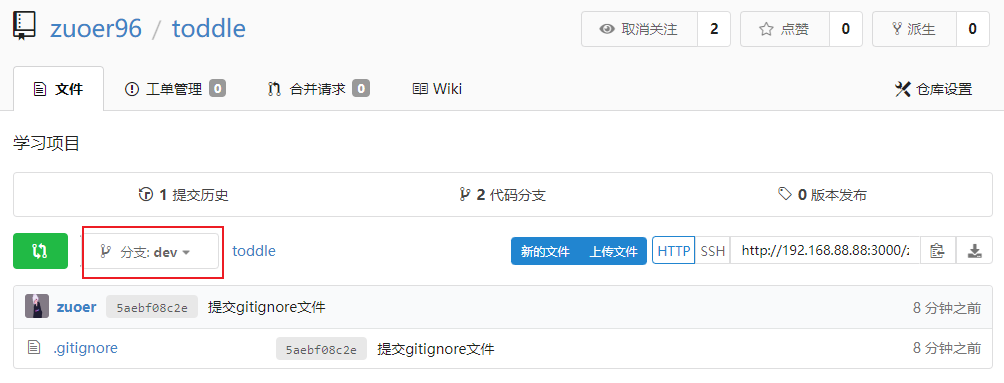 zuoer96 / toddle 取消关注 2 点赞 0 派生 0
文件 工单管理 0 合并请求 0 Wiki 仓库设置
学习项目
1 提交历史 2 代码分支 0 版本发布
分支: dev toddle 新的文件 上传文件 HTTP SSH http://192.168.88.88:3000/
zuoer 5aebf08c2e 提交gitignore文件 8 分钟之前
.gitignore 5aebf08c2e 提交gitignore文件 8 分钟之前